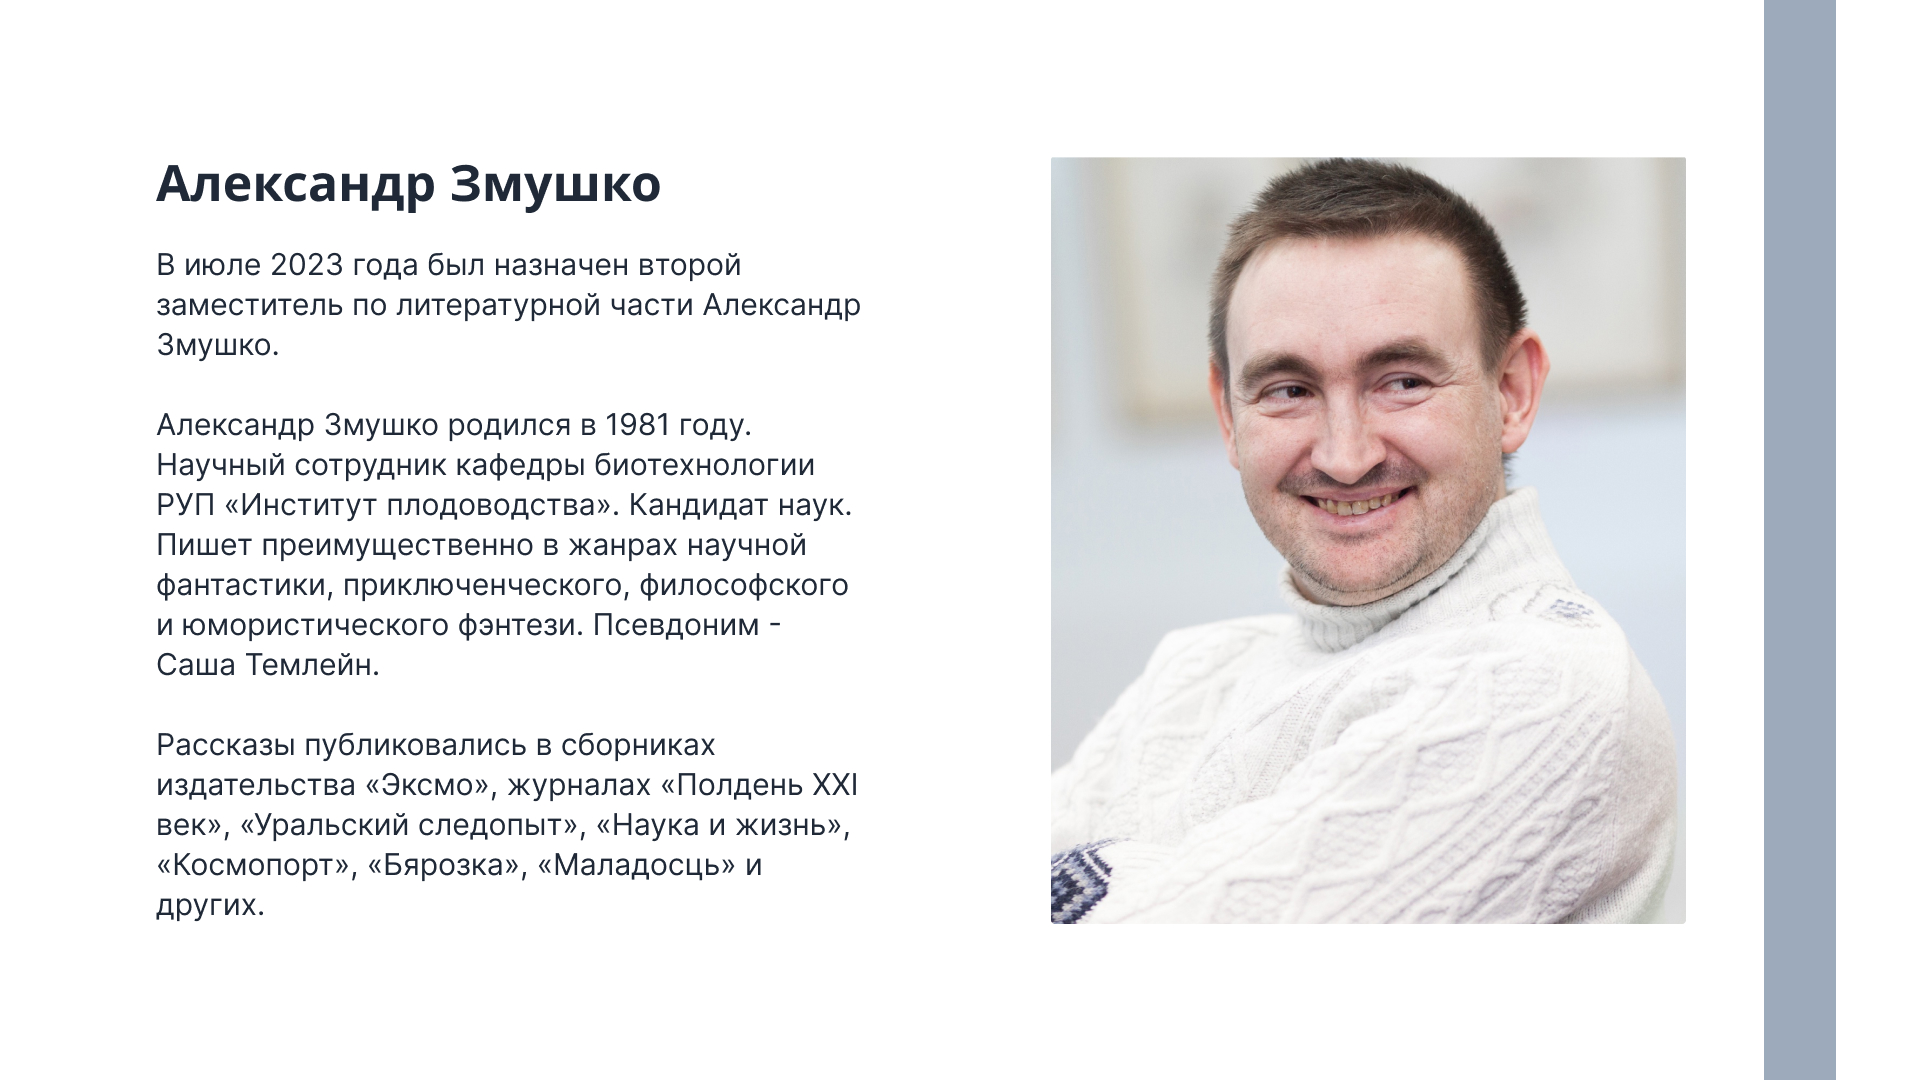 Александр Змушко
В июле 2023 года был назначен второй
заместитель по литературной части Александр
Змушко.
Александр Змушко родился в 1981 году.
Научный сотрудник кафедры биотехнологии
РУП «Институт плодоводства». Кандидат наук.
Пишет преимущественно в жанрах научной
фантастики, приключенческого, философского
и юмористического фэнтези. Псевдоним -
Саша Темлейн.
Рассказы публиковались в сборниках
издательства «Эксмо», журналах «Полдень XXI
век», «Уральский следопыт», «Наука и жизнь»,
«Космопорт», «Бярозка», «Маладосць» и
других.